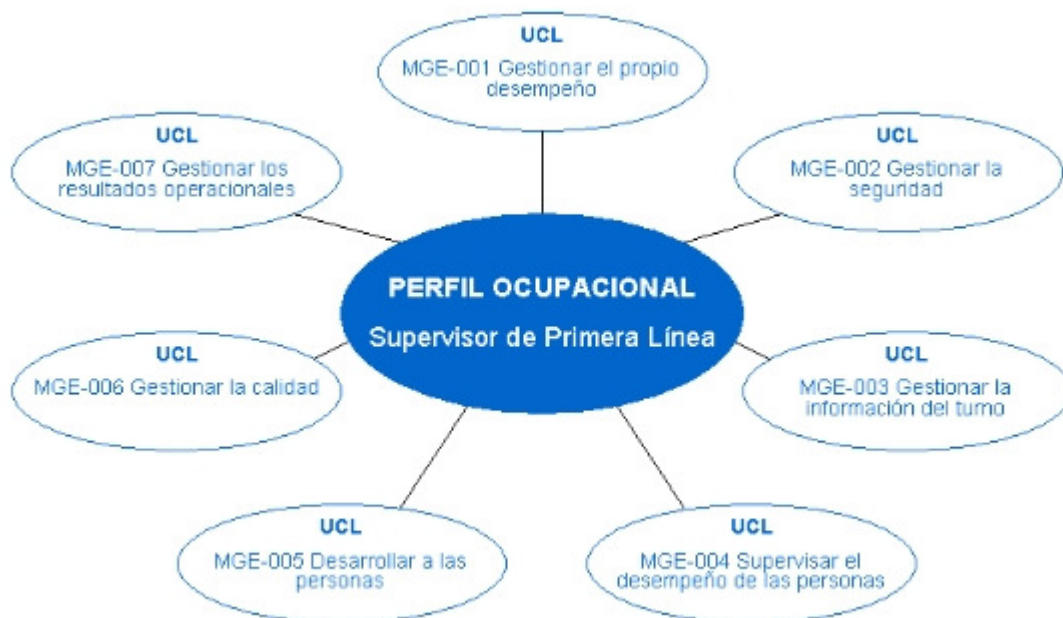 UCL
MGE-001 Gestionar el propio
desempeño
UCL
MGE-007 Gestionar los
resultados operacionales
UCL
MGE-002 Gestionar la
seguridad
PERFIL OCUPACIONAL
Supervisor de Primera Línea
UCL
MGE-006 Gestionar la calidad
UCL
MGE-003 Gestionar la
información del turno
UCL
MGE-005 Desarrollar a las
personas
UCL
MGE-004 Supervisar el
desempeño de las personas